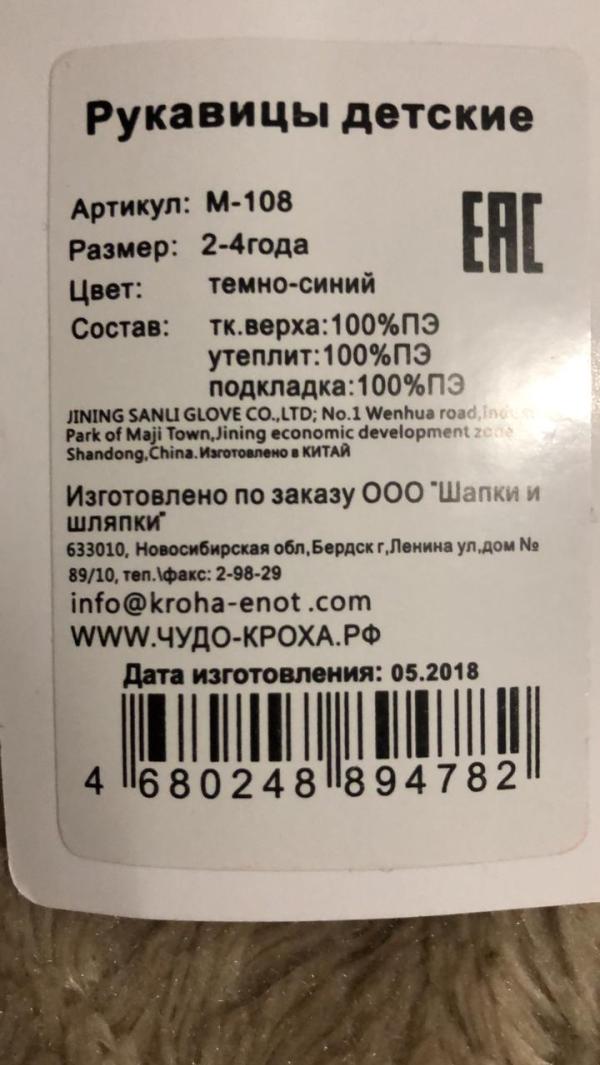 Рукавицы детские
Артикул: М-108
EAC
Размер: 2-4года
Цвет: темно-синий
Состав: тк.верха:100%ПЭ
утеплит:100%ПЭ
подкладка:100%ПЭ
JINING SANLI GLOVE CO.,LTD; No.1 Wenhua road,
Park of Maji Town,Jining economic development zone
Shandong,China.Изготовлено в КИТАЙ
Изготовлено по заказу ООО "Шапки и
шляпки"
633010, Новосибирская обл,Бердск г,Ленина ул,дом №
89/10, теп.\факс: 2-98-29
info@kroha-enot .com
WWW.ЧУДО-КРОХА.РФ
Дата изготовления: 05.2018
4 680248 894782